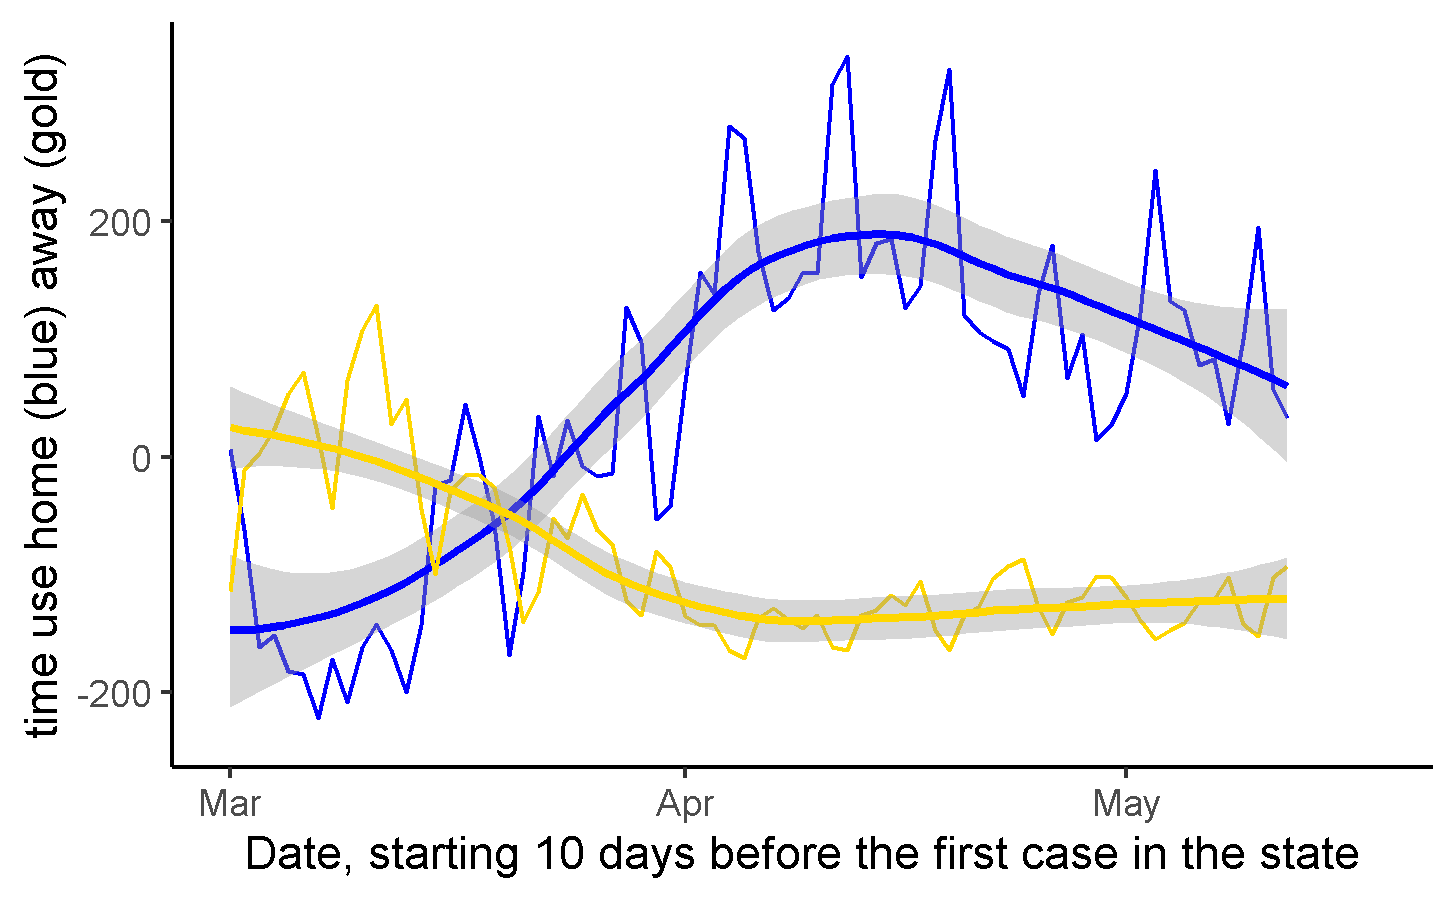 time use home (blue) away (gold)
200
0
-200
Mar
Apr
May
Date, starting 10 days before the first case in the state